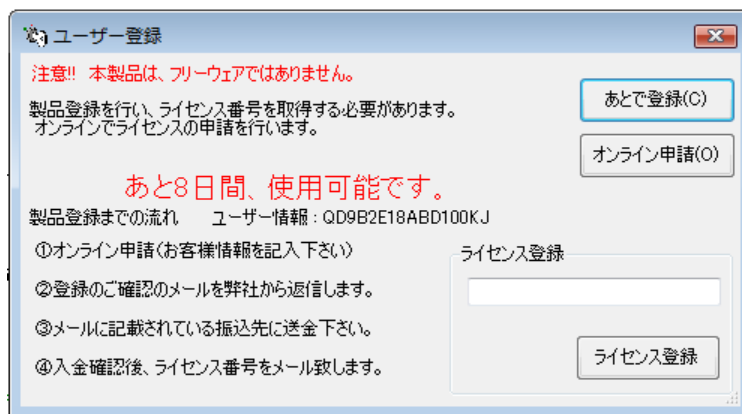 ユーザー登録
注意!! 本製品は、フリーウェアではありません。
製品登録を行い、ライセンス番号を取得する必要があります。
オンラインでライセンスの申請を行います。
あとで登録(C)
オンライン申請(O)
あと8日間、使用可能です。
製品登録までの流れ ユーザー情報:QD9B2E18ABD100KJ
①オンライン申請(お客様情報を記入下さい)
②登録のご確認のメールを弊社から返信します。
③メールに記載されている振込先に送金下さい。
④入金確認後、ライセンス番号をメール致します。
ライセンス登録
ライセンス登録